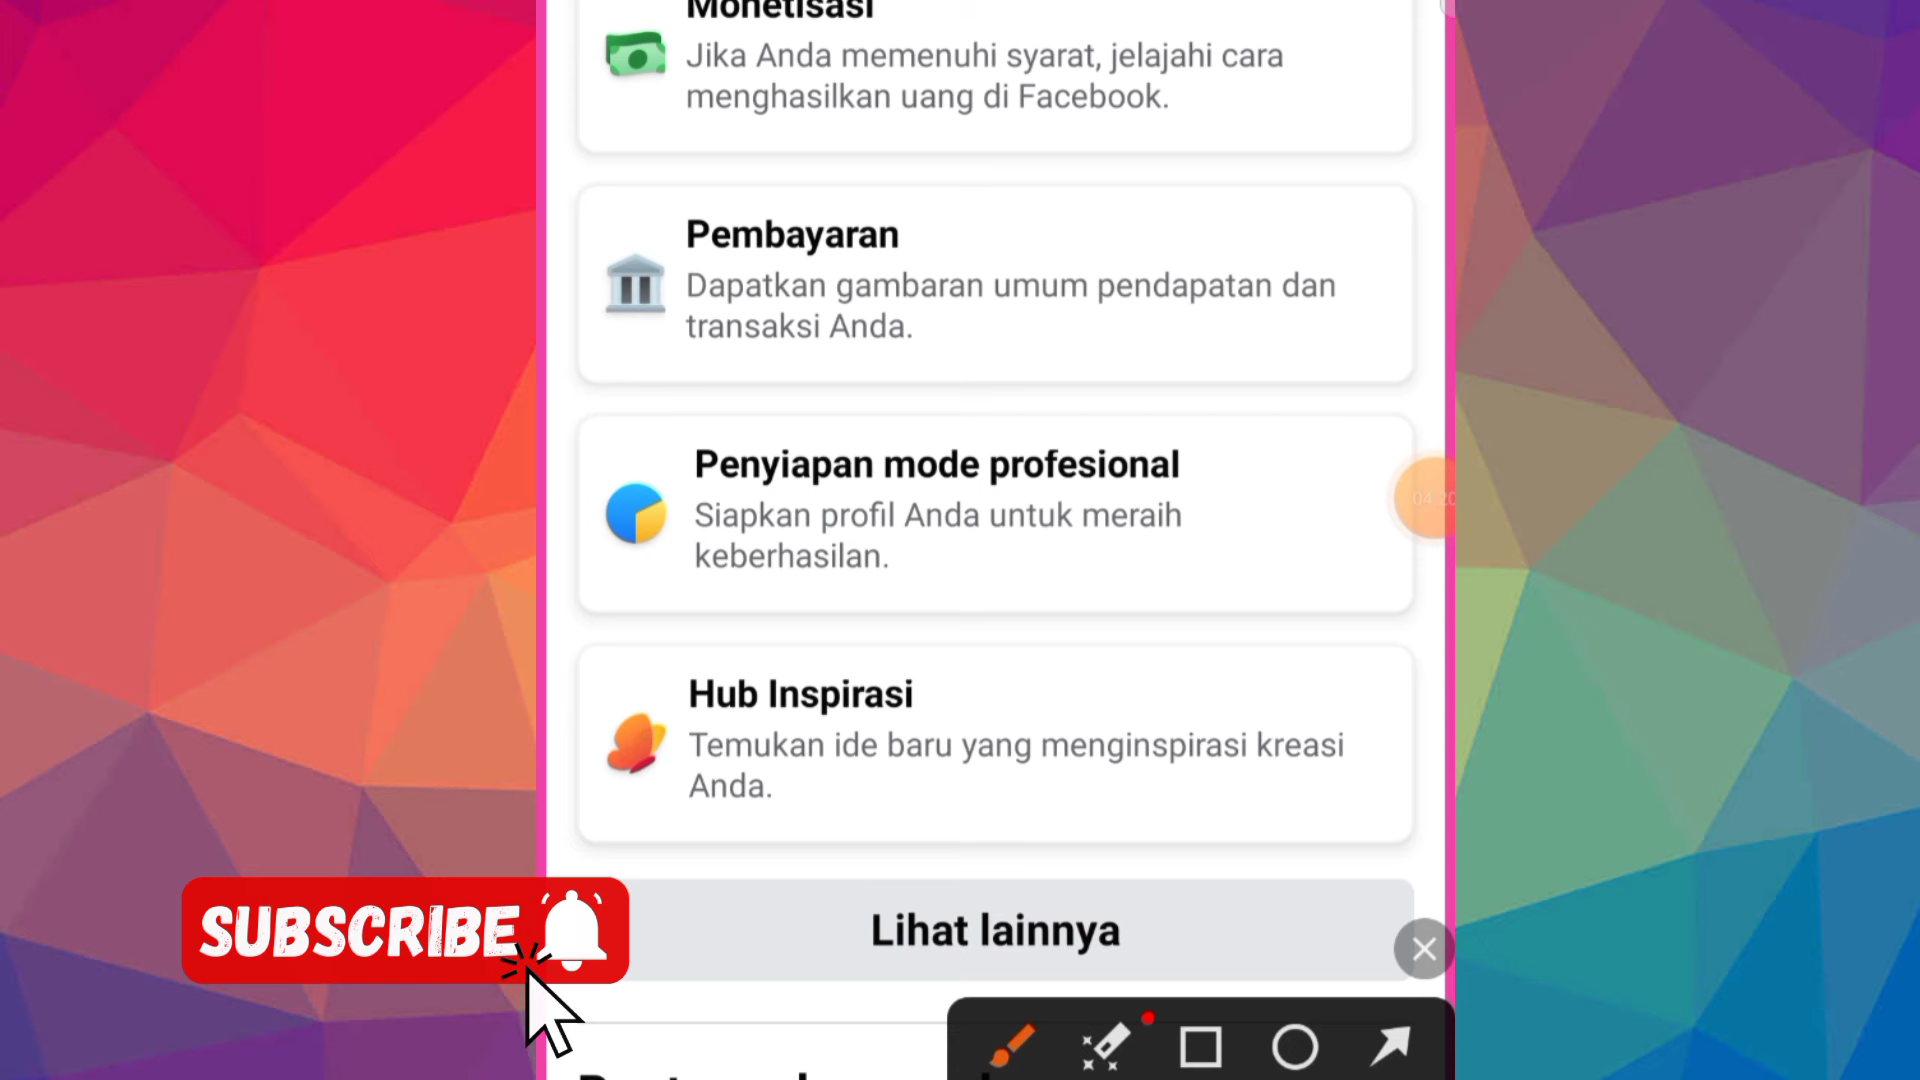 Monetisasi
Jika Anda memenuhi syarat, jelajahi cara
menghasilkan uang di Facebook.
Pembayaran
Dapatkan gambaran umum pendapatan dan
transaksi Anda.
Penyiapan mode profesional
Siapkan profil Anda untuk meraih
keberhasilan.
04:20
Hub Inspirasi
Temukan ide baru yang menginspirasi kreasi
Anda.
SUBSCRIBE
Lihat lainnya